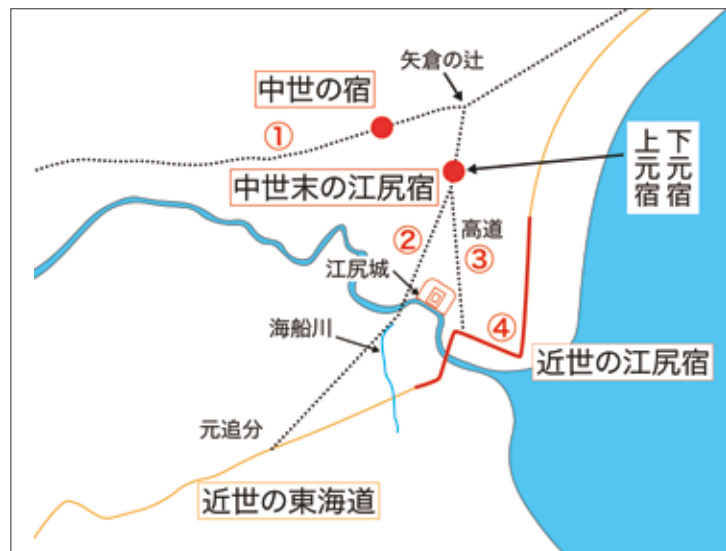 矢倉の辻
中世の宿
①
下元宿
上元宿
中世末の江尻宿
高道
②
③
江尻城
海船川
④
近世の江尻宿
元追分
近世の東海道